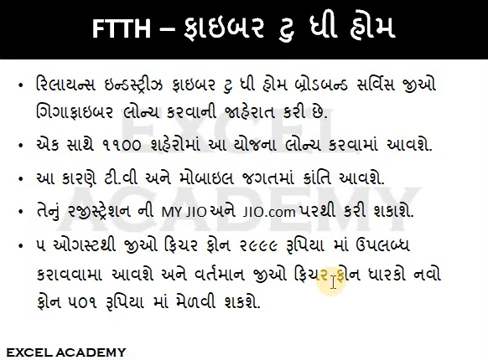 FTTH – ફાઇબર ટુ ધી હોમ
• રિલાયન્સ ઇન્ડસ્ટ્રીઝ ફાઇબર ટુ ધી હોમ બ્રોડબન્ડ સર્વિસ જીઓ
ગિગાફાઇબર લોન્ચ કરવાની જાહેરાત કરી છે.
• એક સાથે ૧૧૦૦ શહેરોમાં આ યોજના લોન્ચ કરવામાં આવશે.
• આ કારણે ટી.વી અને મોબાઇલ જગતમાં ક્રાંતિ આવશે.
• તેનું રજીસ્ટ્રેશન ની MY JIO અને JIO.com પરથી કરી શકાશે.
• ૫ ઓગસ્ટથી જીઓ ફિચર ફોન ૨૯૯૯ રૂપિયા માં ઉપલબ્ધ
કરાવવામા આવશે અને વર્તમાન જીઓ ફિચર ફોન ધારકો નવો
ફોન ૫૦૧ રૂપિયા માં મેળવી શકશે.
EXCEL ACADEMY
EXCEL ACADEMY